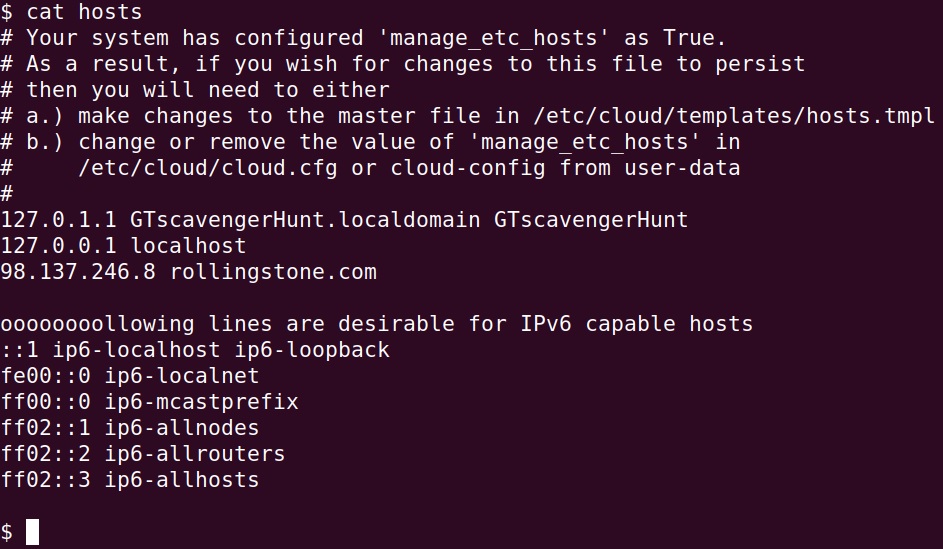 $ cat hosts
# Your system has configured 'manage_etc_hosts' as True.
# As a result, if you wish for changes to this file to persist
# then you will need to either
# a.) make changes to the master file in /etc/cloud/templates/hosts.tmpl
# b.) change or remove the value of 'manage_etc_hosts' in
#     /etc/cloud/cloud.cfg or cloud-config from user-data
#
127.0.1.1 GTscavengerHunt.localdomain GTscavengerHunt
127.0.0.1 localhost
98.137.246.8 rollingstone.com

oooooooollowing lines are desirable for IPv6 capable hosts
::1 ip6-localhost ip6-loopback
fe00::0 ip6-localnet
ff00::0 ip6-mcastprefix
ff02::1 ip6-allnodes
ff02::2 ip6-allrouters
ff02::3 ip6-allhosts

$